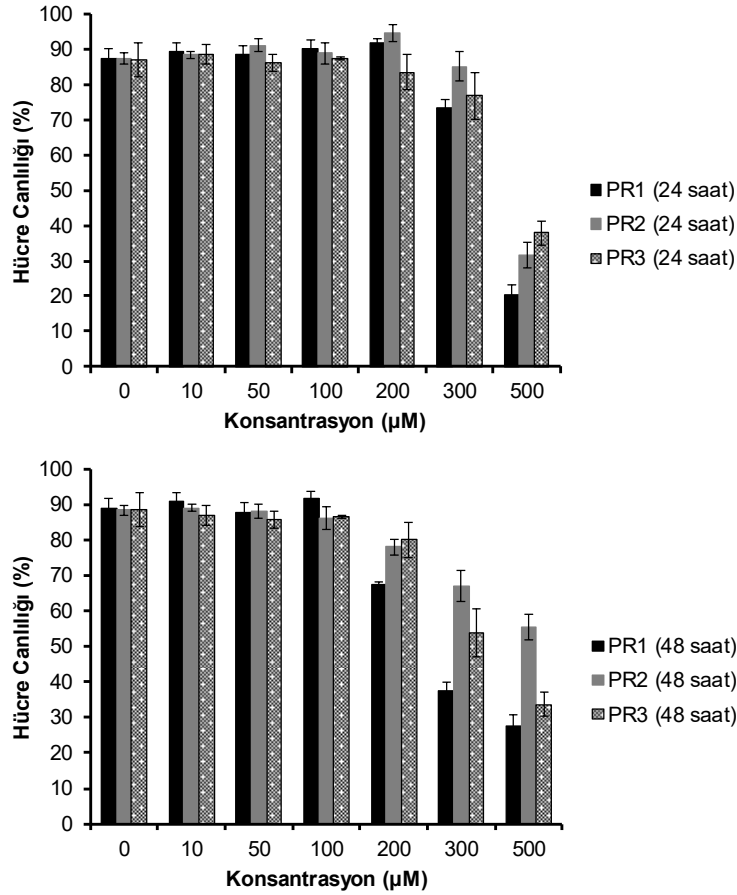 Hücre Canlılığı (%)
100
90
80
70
60
50
40
30
20
10
0
0 10 50 100 200 300 500
Konsantrasyon (µM)
PR1 (24 saat)
PR2 (24 saat)
PR3 (24 saat)
Hücre Canlılığı (%)
100
90
80
70
60
50
40
30
20
10
0
0 10 50 100 200 300 500
Konsantrasyon (µM)
PR1 (48 saat)
PR2 (48 saat)
PR3 (48 saat)